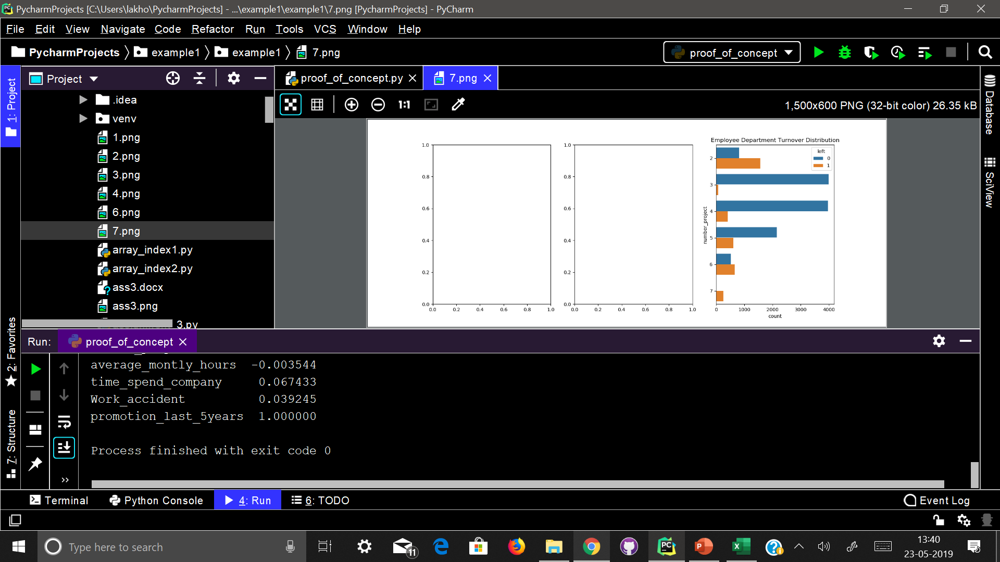 PycharmProjects [C:\Users\lakho\PycharmProjects] - ...\example1\example1\7.png [PycharmProjects] - PyCharm
File Edit View Navigate Code Refactor Run Tools VCS Window Help
PycharmProjects example1 example1 7.png
proof_of_concept
1: Project
Project
.idea
venv
1.png
2.png
3.png
4.png
6.png
7.png
array_index1.py
array_index2.py
ass3.docx
ass3.png
3.py
proof_of_concept.py 7.png
1:1
1,500x600 PNG (32-bit color) 26.35 kB
Database
SciView
1.0
0.8
0.6
0.4
0.2
0.0
0.0 0.2 0.4 0.6 0.8 1.0
1.0
0.8
0.6
0.4
0.2
0.0
0.0 0.2 0.4 0.6 0.8 1.0
Employee Department Turnover Distribution
left
0
1
number_project
2
3
4
5
6
7
0 1000 2000 3000 4000
count
2: Favorites
7: Structure
Run: proof_of_concept
average_montly_hours -0.003544
time_spend_company 0.067433
Work_accident 0.039245
promotion_last_5years 1.000000
Process finished with exit code 0
Terminal Python Console 4: Run 6: TODO Event Log
Type here to search
11
13:40
23-05-2019